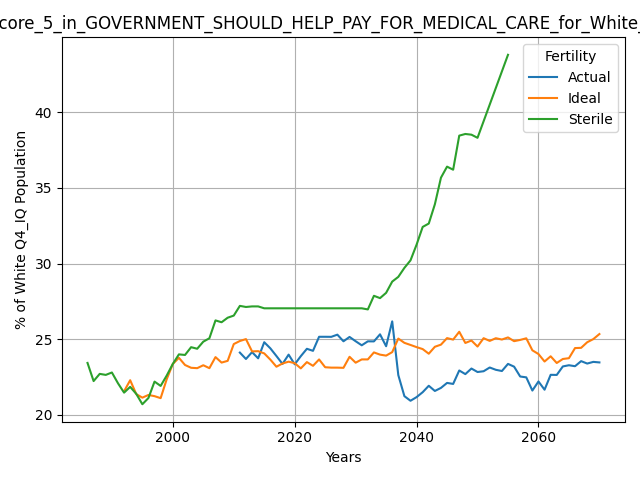 core_5_in_GOVERNMENT_SHOULD_HELP_PAY_FOR_MEDICAL_CARE_for_White_
Fertility
Actual
Ideal
Sterile
% of White Q4_IQ Population
40
35
30
25
20
2000
2020
2040
2060
Years